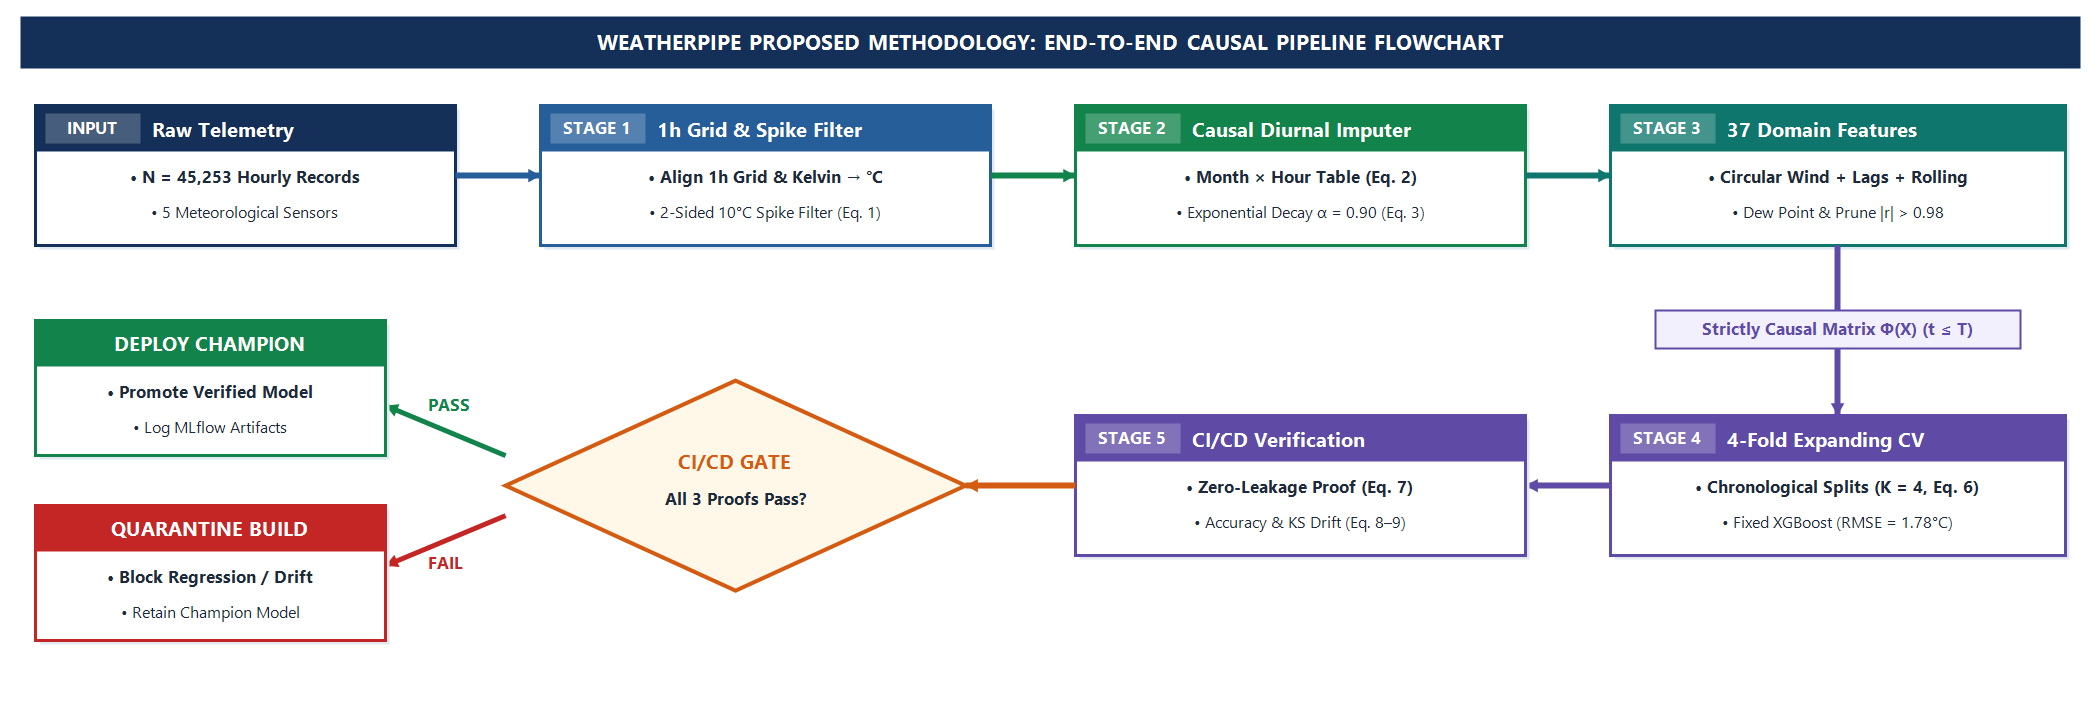 WEATHERPIPE PROPOSED METHODOLOGY: END-TO-END CAUSAL PIPELINE FLOWCHART
INPUT Raw Telemetry
• N = 45,253 Hourly Records
• 5 Meteorological Sensors
STAGE 1 1h Grid & Spike Filter
• Align 1h Grid & Kelvin → °C
• 2-Sided 10°C Spike Filter (Eq. 1)
STAGE 2 Causal Diurnal Imputer
• Month × Hour Table (Eq. 2)
• Exponential Decay α = 0.90 (Eq. 3)
STAGE 3 37 Domain Features
• Circular Wind + Lags + Rolling
• Dew Point & Prune |r| > 0.98
Strictly Causal Matrix Φ(X) (t ≤ T)
STAGE 4 4-Fold Expanding CV
• Chronological Splits (K = 4, Eq. 6)
• Fixed XGBoost (RMSE = 1.78°C)
STAGE 5 CI/CD Verification
• Zero-Leakage Proof (Eq. 7)
• Accuracy & KS Drift (Eq. 8–9)
CI/CD GATE
All 3 Proofs Pass?
PASS
DEPLOY CHAMPION
• Promote Verified Model
• Log MLflow Artifacts
FAIL
QUARANTINE BUILD
• Block Regression / Drift
• Retain Champion Model